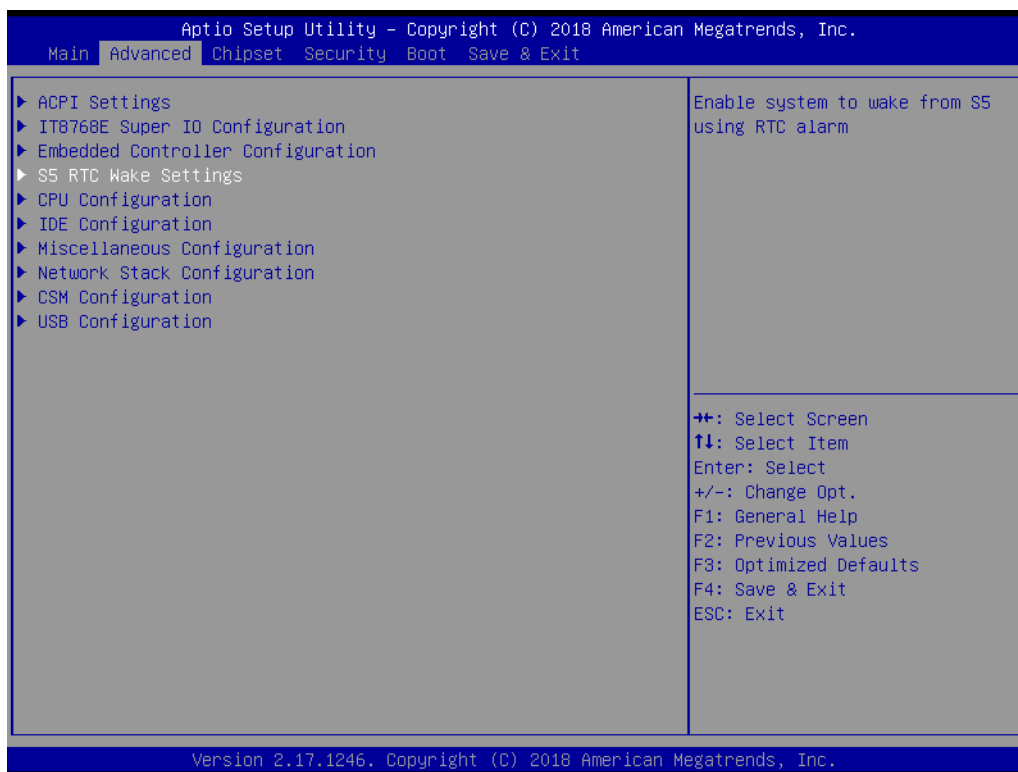 Aptio Setup Utility – Copyright (C) 2018 American Megatrends, Inc.
Main Advanced Chipset Security Boot Save & Exit
ACPI Settings
IT8768E Super IO Configuration
Embedded Controller Configuration
S5 RTC Wake Settings
CPU Configuration
IDE Configuration
Miscellaneous Configuration
Network Stack Configuration
CSM Configuration
USB Configuration
Enable system to wake from S5
using RTC alarm
→←: Select Screen
↑↓: Select Item
Enter: Select
+/-: Change Opt.
F1: General Help
F2: Previous Values
F3: Optimized Defaults
F4: Save & Exit
ESC: Exit
Version 2.17.1246. Copyright (C) 2018 American Megatrends, Inc.